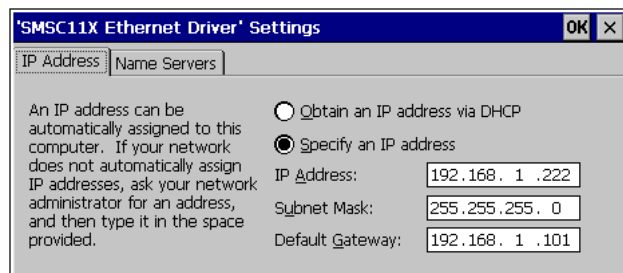 'SMSC11X Ethernet Driver' Settings OK ×
IP Address Name Servers
An IP address can be
automatically assigned to this
computer. If your network
does not automatically assign
IP addresses, ask your network
administrator for an address,
and then type it in the space
provided.
Obtain an IP address via DHCP
Specify an IP address
IP Address: 192.168. 1 .222
Subnet Mask: 255.255.255. 0
Default Gateway: 192.168. 1 .101